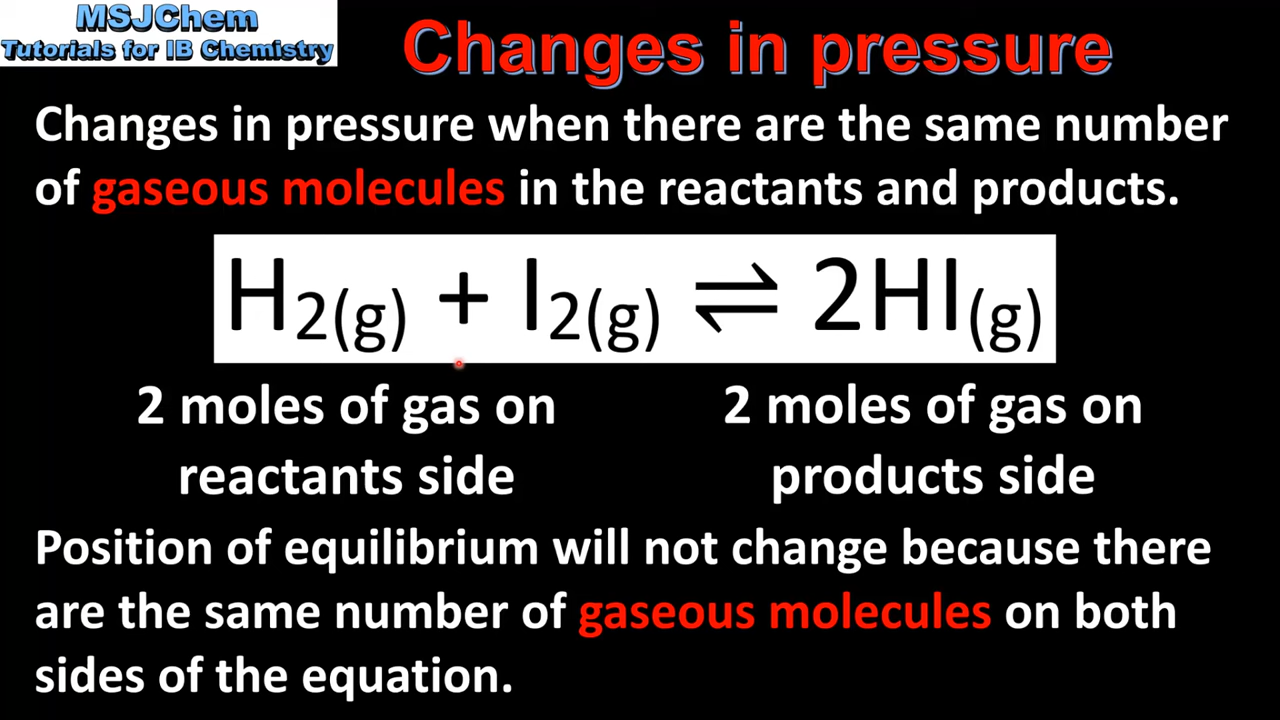 MSJChem
Tutorials for IB Chemistry
Changes in pressure
Changes in pressure when there are the same number
of gaseous molecules in the reactants and products.
H₂(g) + I₂(g) ⇌ 2HI(g)
2 moles of gas on
reactants side
2 moles of gas on
products side
Position of equilibrium will not change because there
are the same number of gaseous molecules on both
sides of the equation.